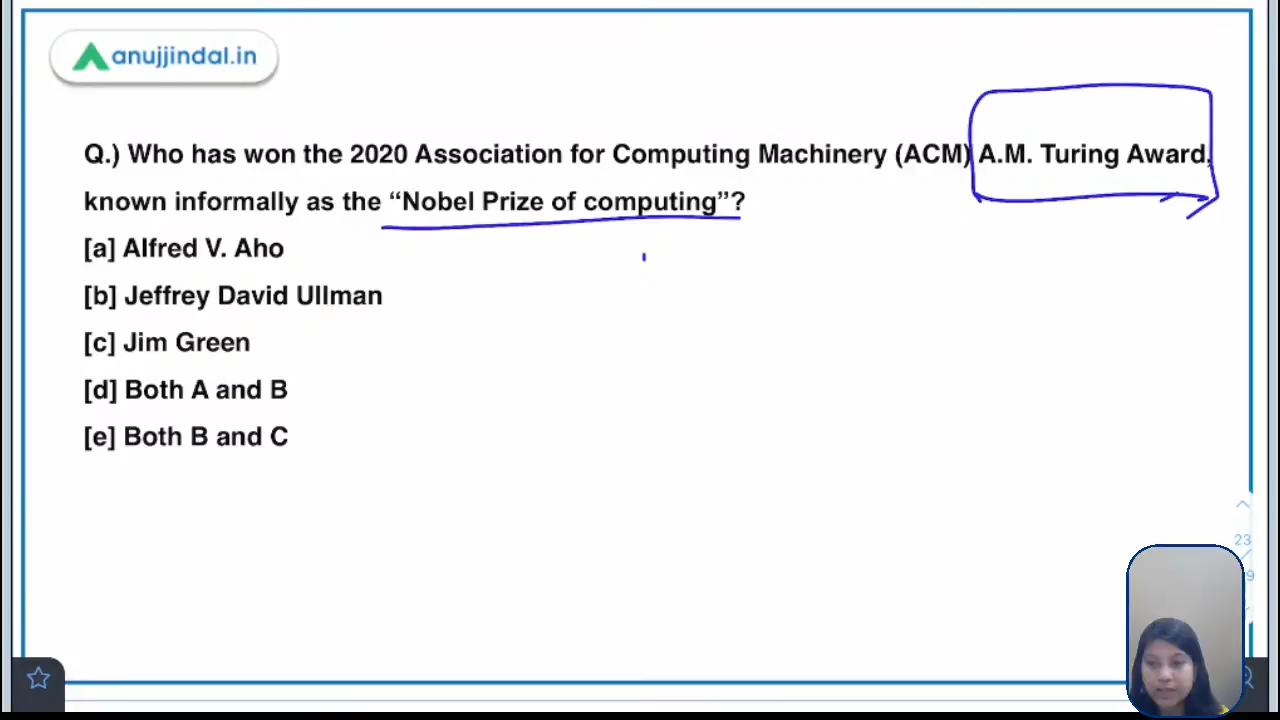 anujjindal.in
Q.) Who has won the 2020 Association for Computing Machinery (ACM) A.M. Turing Award,
known informally as the “Nobel Prize of computing”?
[a] Alfred V. Aho
[b] Jeffrey David Ullman
[c] Jim Green
[d] Both A and B
[e] Both B and C
23